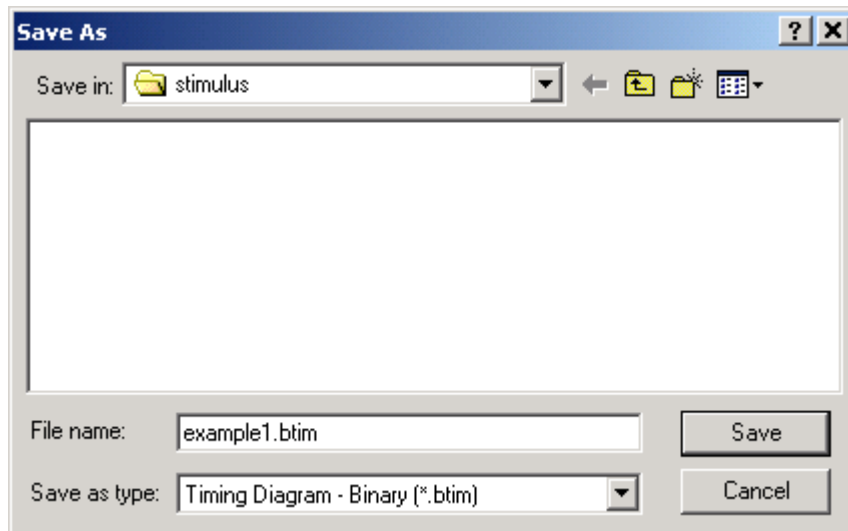 Save As
Save in: stimulus
File name: example1.btim Save
Save as type: Timing Diagram - Binary (*.btim) Cancel